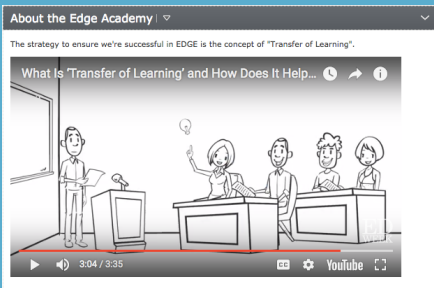 About the Edge Academy
The strategy to ensure we're successful in EDGE is the concept of "Transfer of Learning".
What Is 'Transfer of Learning' and How Does It Help...
3:04 / 3:35
CC
YouTube